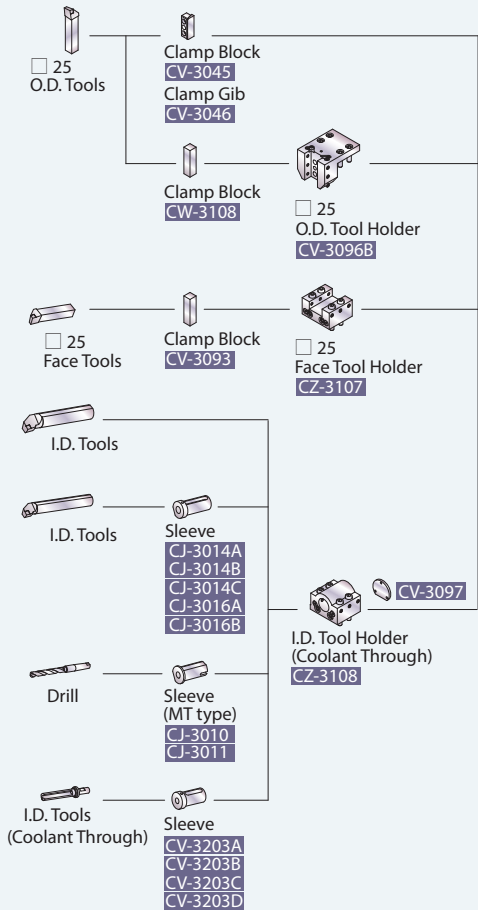 □ 25
O.D. Tools
Clamp Block
CV-3045
Clamp Gib
CV-3046
Clamp Block
CW-3108
□ 25
O.D. Tool Holder
CV-3096B
□ 25
Face Tools
Clamp Block
CV-3093
□ 25
Face Tool Holder
CZ-3107
I.D. Tools
I.D. Tools
Sleeve
CJ-3014A
CJ-3014B
CJ-3014C
CJ-3016A
CJ-3016B
CV-3097
I.D. Tool Holder
(Coolant Through)
CZ-3108
Drill
Sleeve
(MT type)
CJ-3010
CJ-3011
I.D. Tools
(Coolant Through)
Sleeve
CV-3203A
CV-3203B
CV-3203C
CV-3203D